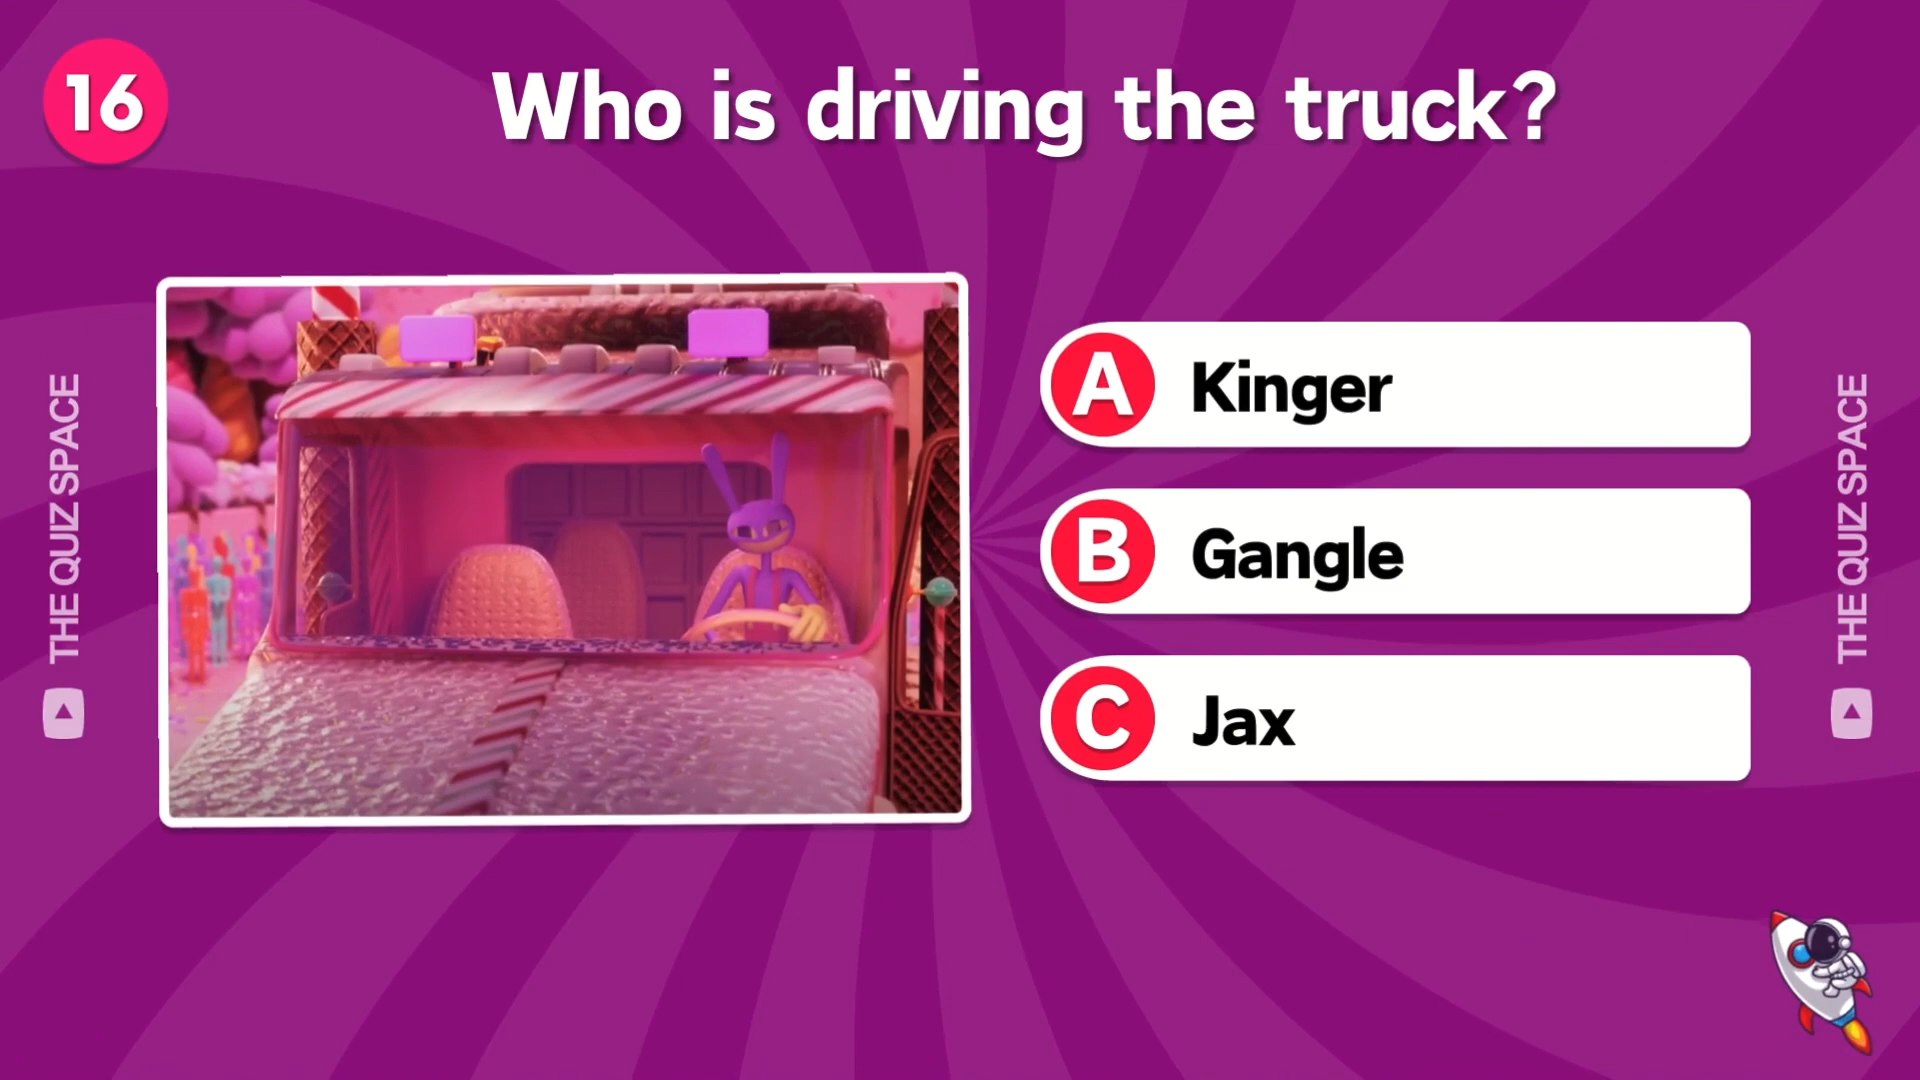 16
Who is driving the truck?
THE QUIZ SPACE
A Kinger
B Gangle
C Jax
THE QUIZ SPACE